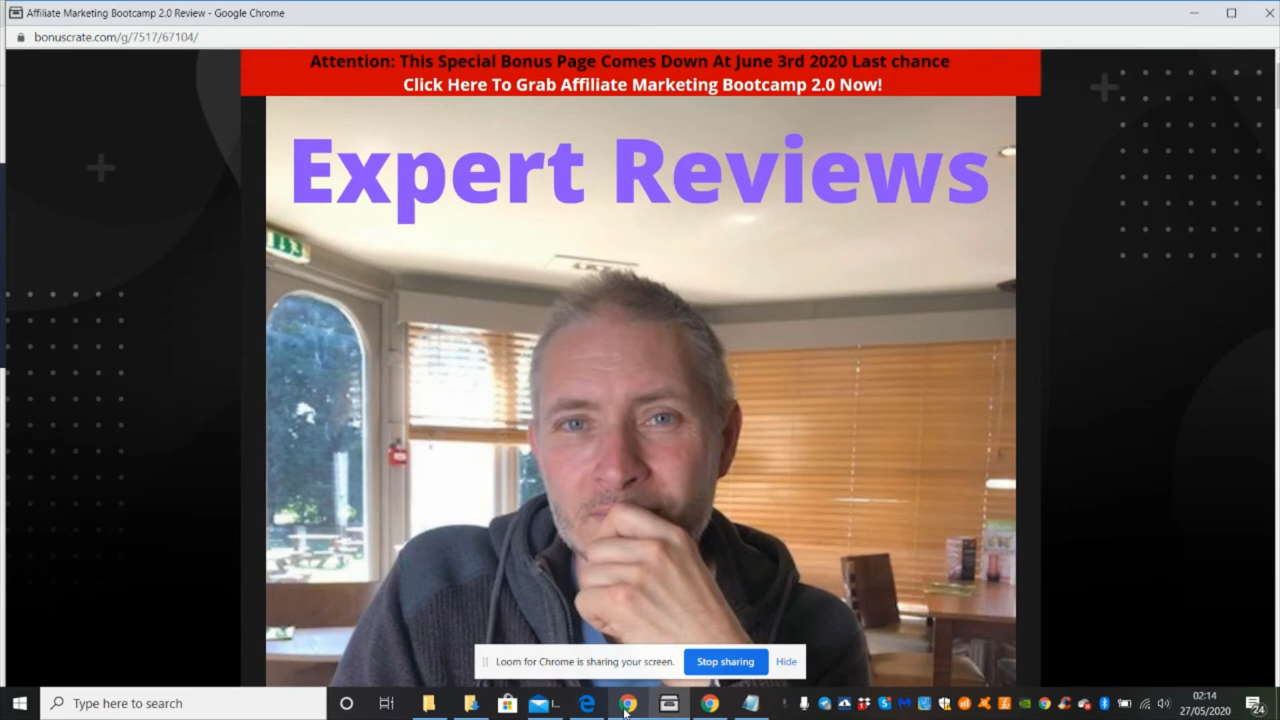 Affiliate Marketing Bootcamp 2.0 Review - Google Chrome
bonuscrate.com/g/7517/67104/
Attention: This Special Bonus Page Comes Down At June 3rd 2020 Last chance
Click Here To Grab Affiliate Marketing Bootcamp 2.0 Now!
Expert Reviews
Loom for Chrome is sharing your screen.
Stop sharing
Hide
Type here to search
02:14
27/05/2020
24